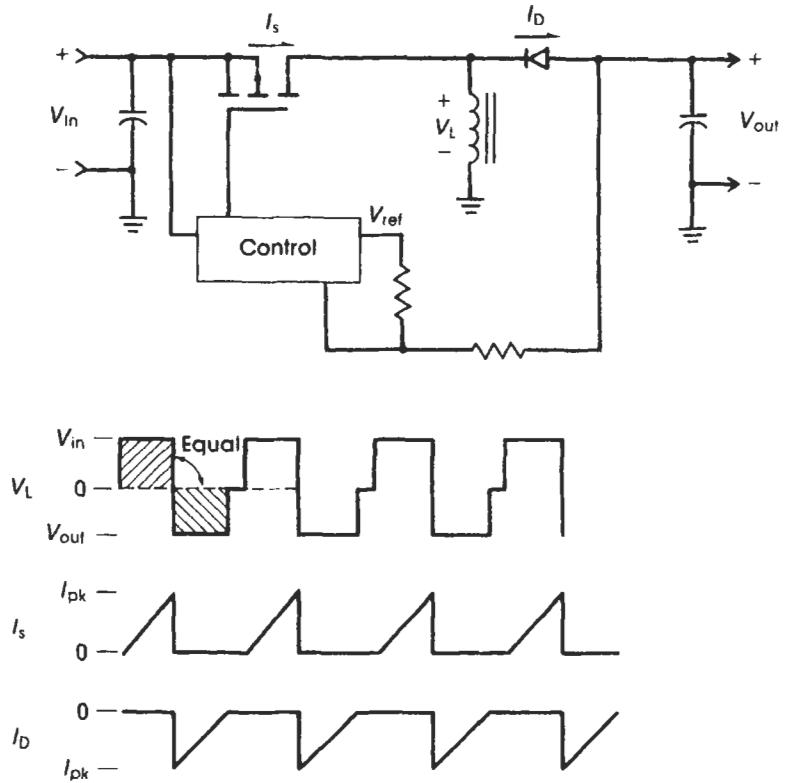 I_s
I_D
+
+
V_In
+
V_L
−
V_out
−
−
V_ref
Control
V_in
Equal
V_L
0
V_out
I_pk
I_s
0
0
I_D
I_pk